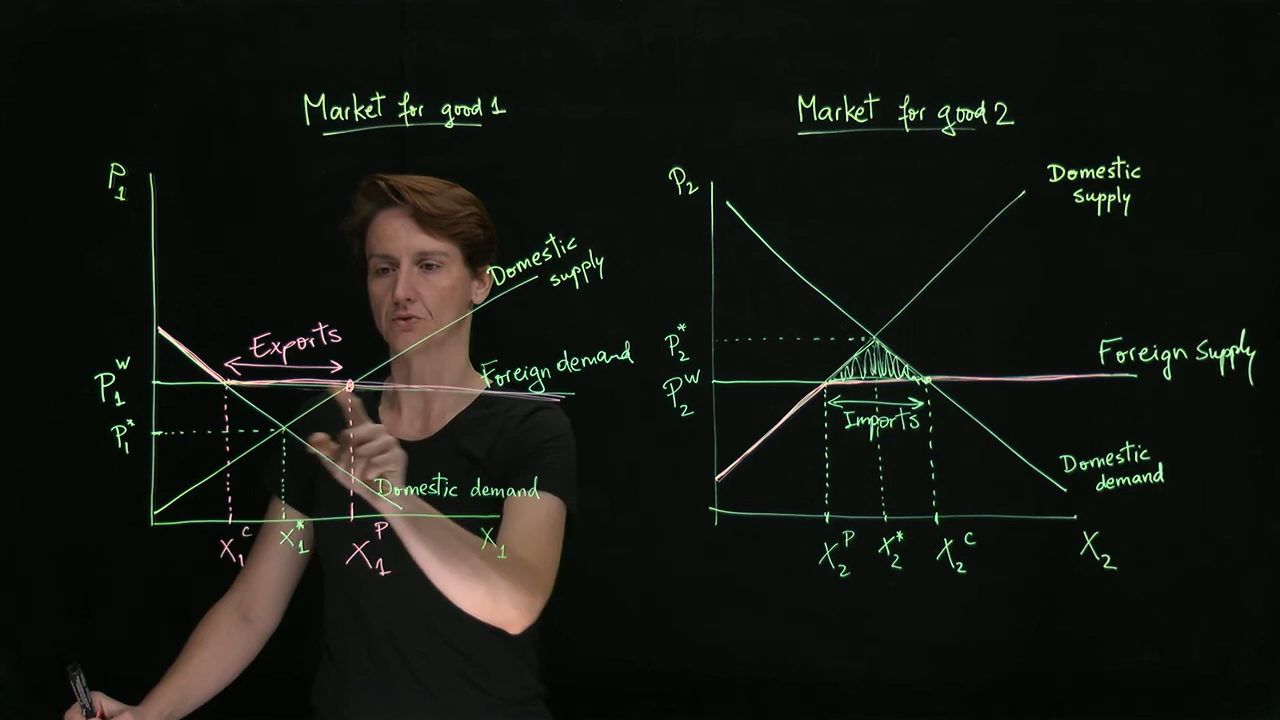 Market for good 1
P₁
Domestic
supply
Exports
Foreign demand
P₁ᵂ
P₁*
Domestic demand
X₁ᶜ
X₁*
X₁ᴾ
X₁
Market for good 2
P₂
Domestic
supply
P₂*
Foreign Supply
P₂ᵂ
Imports
Domestic
demand
X₂ᴾ
X₂*
X₂ᶜ
X₂